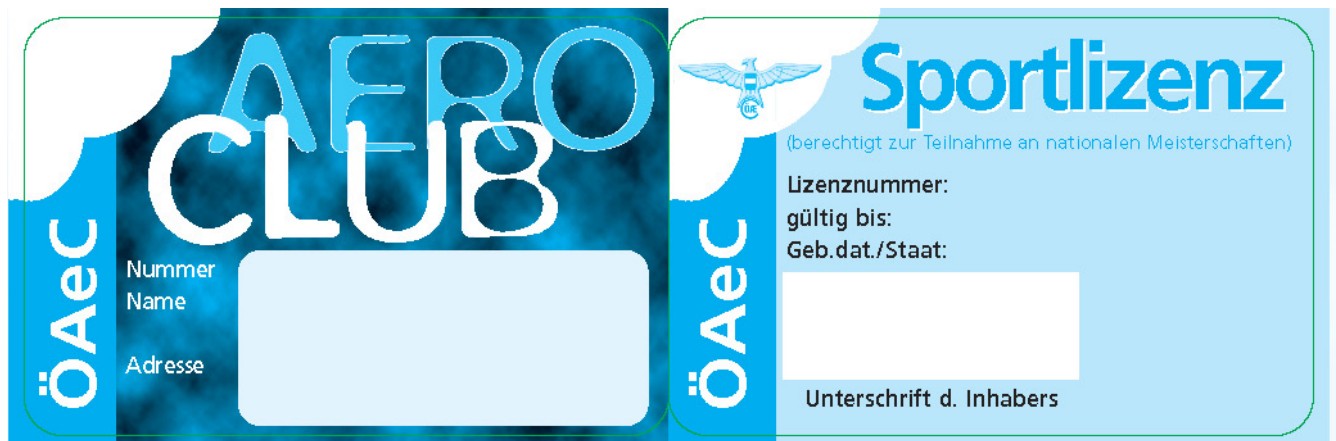 AERO
CLUB
ÖAeC
Nummer
Name
Adresse
Sportlizenz
(berechtigt zur Teilnahme an nationalen Meisterschaften)
ÖAeC
Lizenznummer:
gültig bis:
Geb.dat./Staat:
Unterschrift d. Inhabers